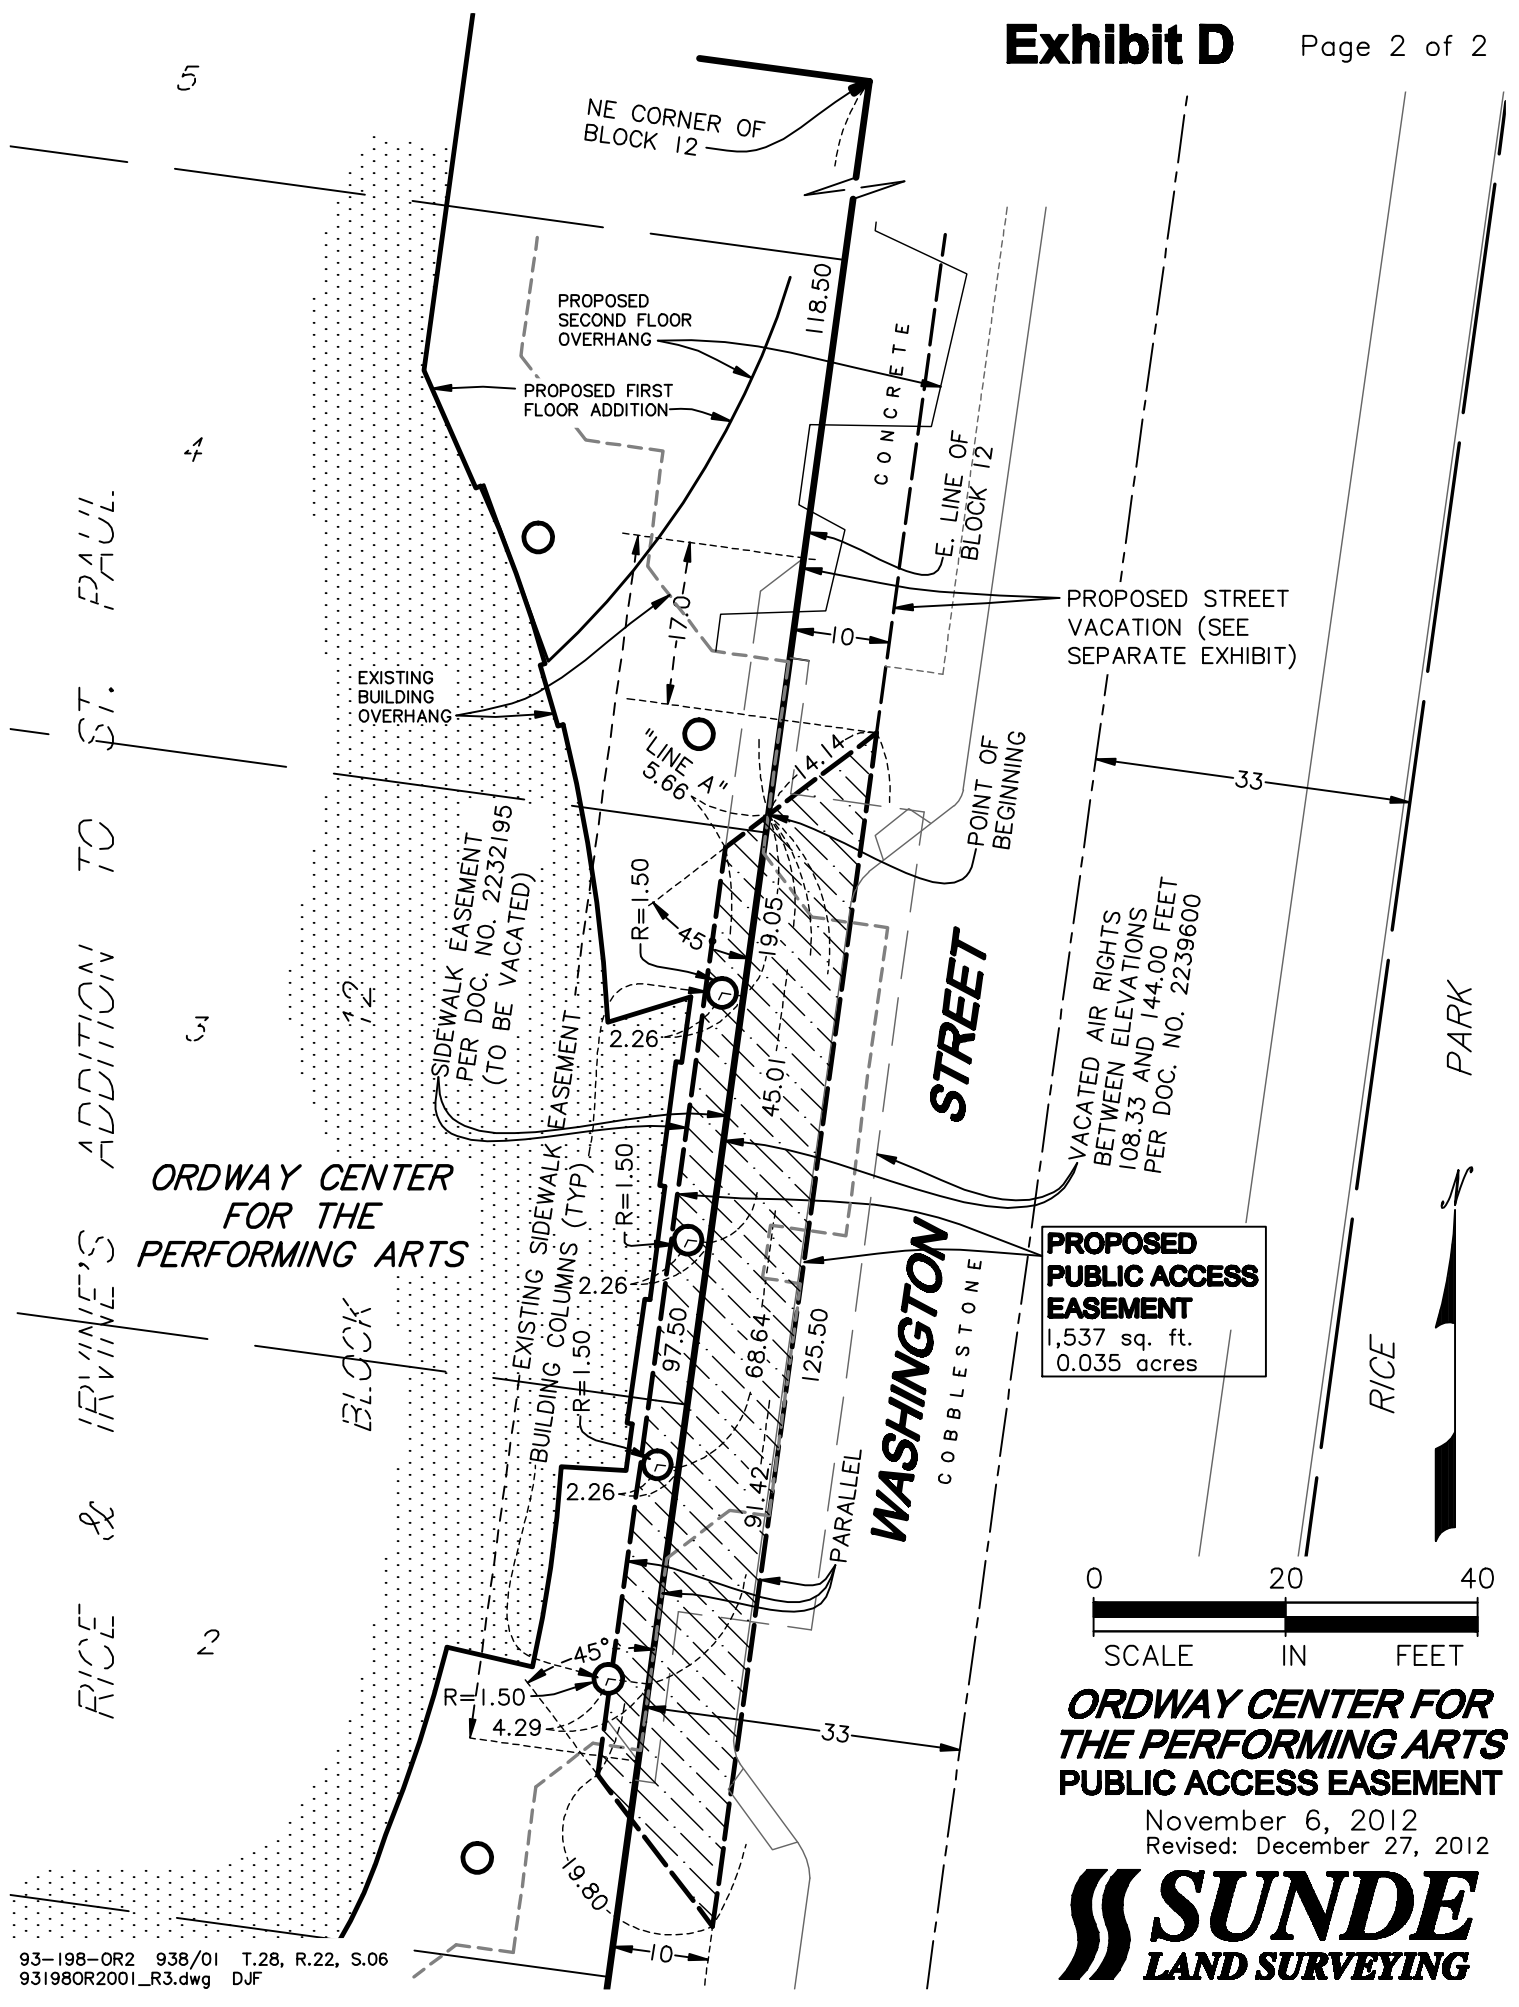 Exhibit D
Page 2 of 2
5
NE CORNER OF
BLOCK 12
118.50
PROPOSED
SECOND FLOOR
OVERHANG
PROPOSED FIRST
FLOOR ADDITION
CONCRETE
E. LINE OF
BLOCK 12
4
17.0
10
PROPOSED STREET
VACATION (SEE
SEPARATE EXHIBIT)
EXISTING
BUILDING
OVERHANG
"LINE A"
5.66
14.14
POINT OF
BEGINNING
33
SIDEWALK EASEMENT
PER DOC. NO. 2232195
(TO BE VACATED)
R=1.50
45°
19.05
2.26
12
3
45.01
STREET
VACATED AIR RIGHTS
BETWEEN ELEVATIONS
108.33 AND 144.00 FEET
PER DOC. NO. 2239600
PARK
RICE & IRVINE'S ADDITION TO ST. PAUL
ORDWAY CENTER
FOR THE
PERFORMING ARTS
EXISTING SIDEWALK EASEMENT
BUILDING COLUMNS (TYP)
R=1.50
2.26
R=1.50
97.50
68.64
125.50
WASHINGTON
COBBLESTONE
PROPOSED
PUBLIC ACCESS
EASEMENT
1,537 sq. ft.
0.035 acres
N
RICE
BLOCK
2.26
91.42
PARALLEL
2
45°
R=1.50
4.29
33
19.80
10
0 20 40
SCALE IN FEET
ORDWAY CENTER FOR
THE PERFORMING ARTS
PUBLIC ACCESS EASEMENT
November 6, 2012
Revised: December 27, 2012
SUNDE
LAND SURVEYING
93-198-OR2 938/01 T.28, R.22, S.06
93198OR2001_R3.dwg DJF